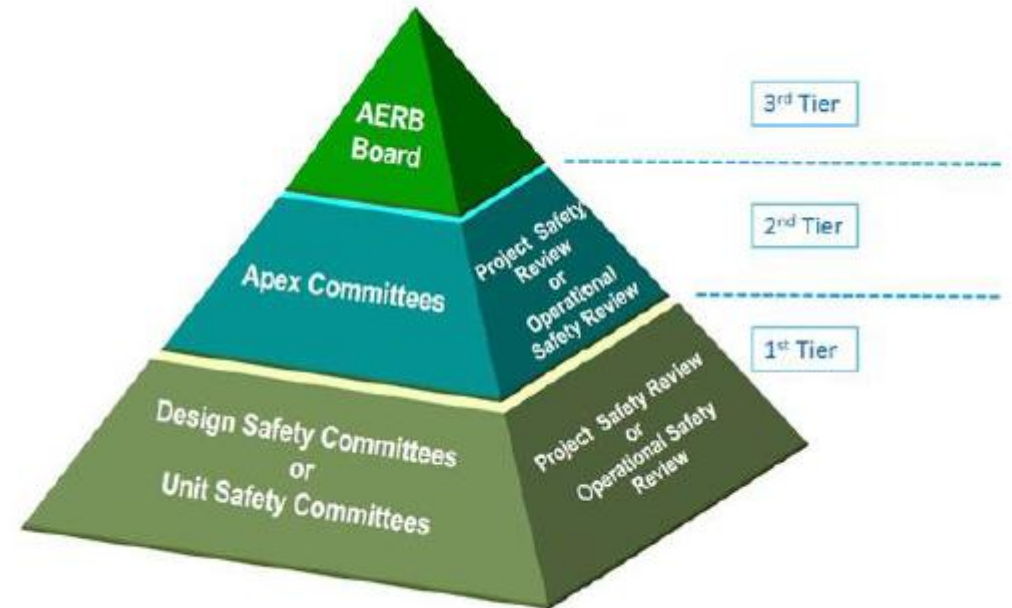 AERB
Board
3rd Tier
Apex Committees
Project Safety
Review
or
Operational
Safety Review
2nd Tier
Design Safety Committees
or
Unit Safety Committees
Project Safety Review
or
Operational Safety
Review
1st Tier